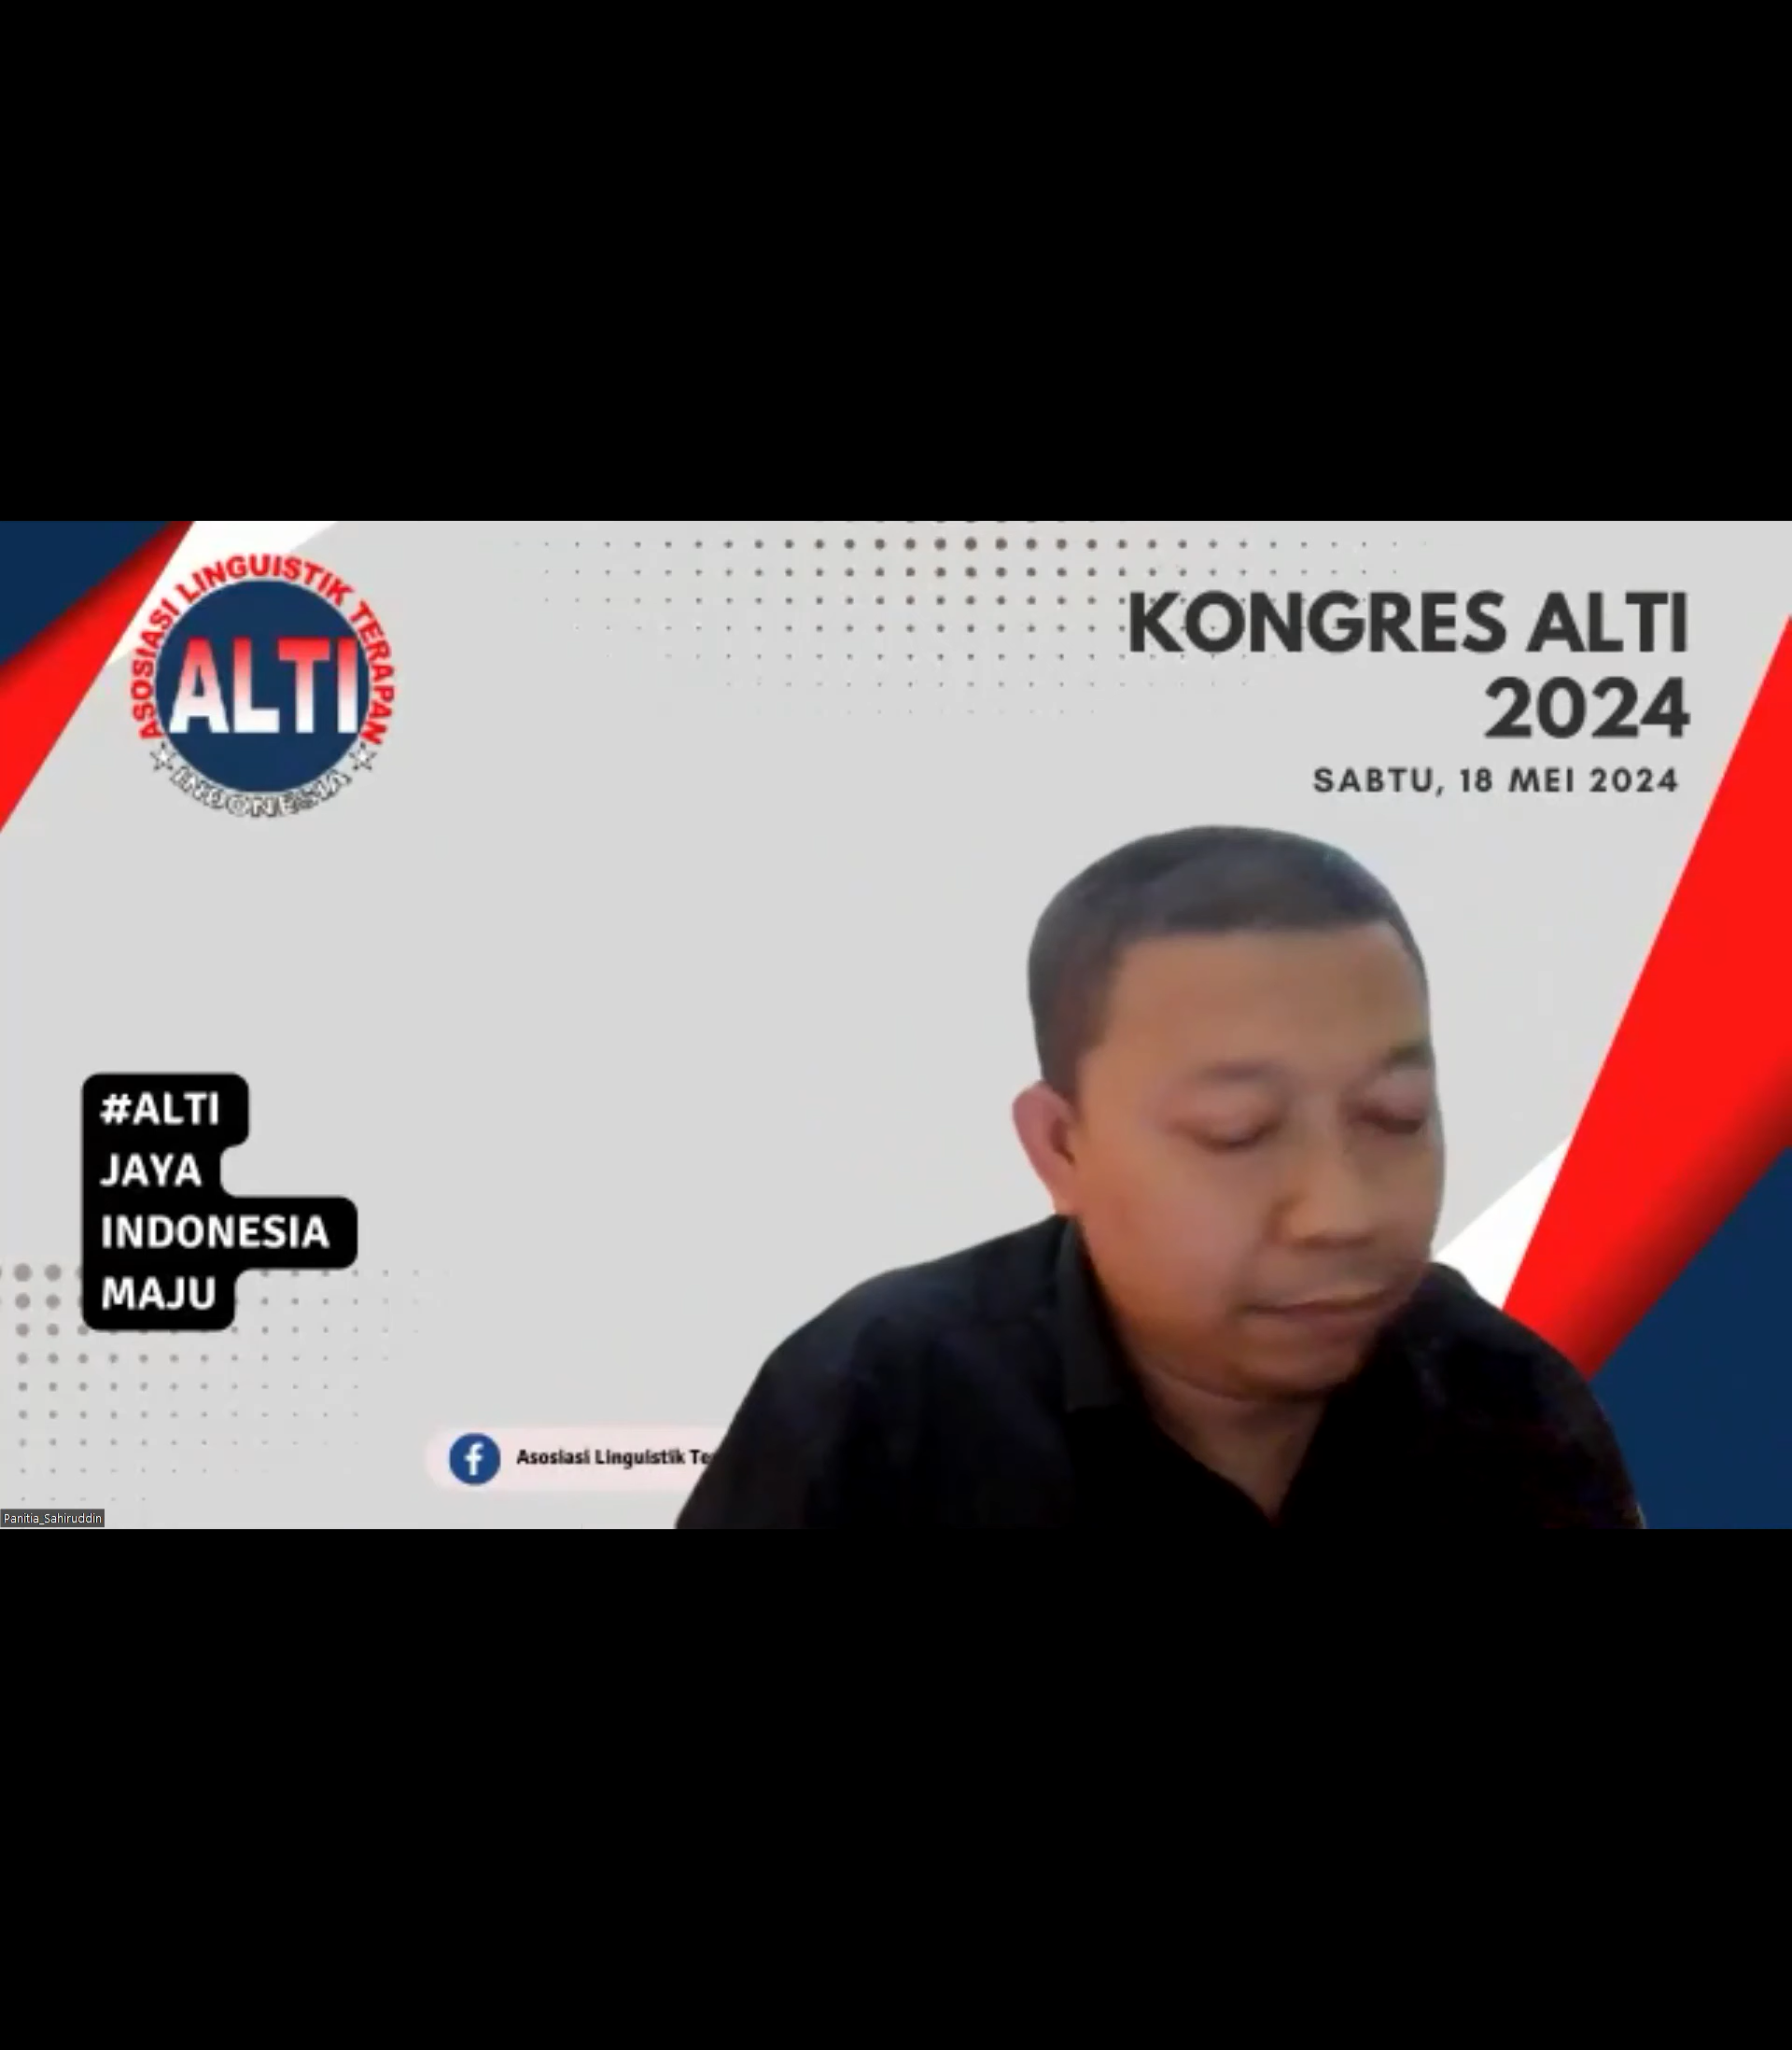 ASOSIASI LINGUISTIK TERAPAN
ALTI
INDONESIA
KONGRES ALTI
2024
SABTU, 18 MEI 2024
#ALTI
JAYA
INDONESIA
MAJU
Asosiasi Linguistik
Panitia_Sahiruddin